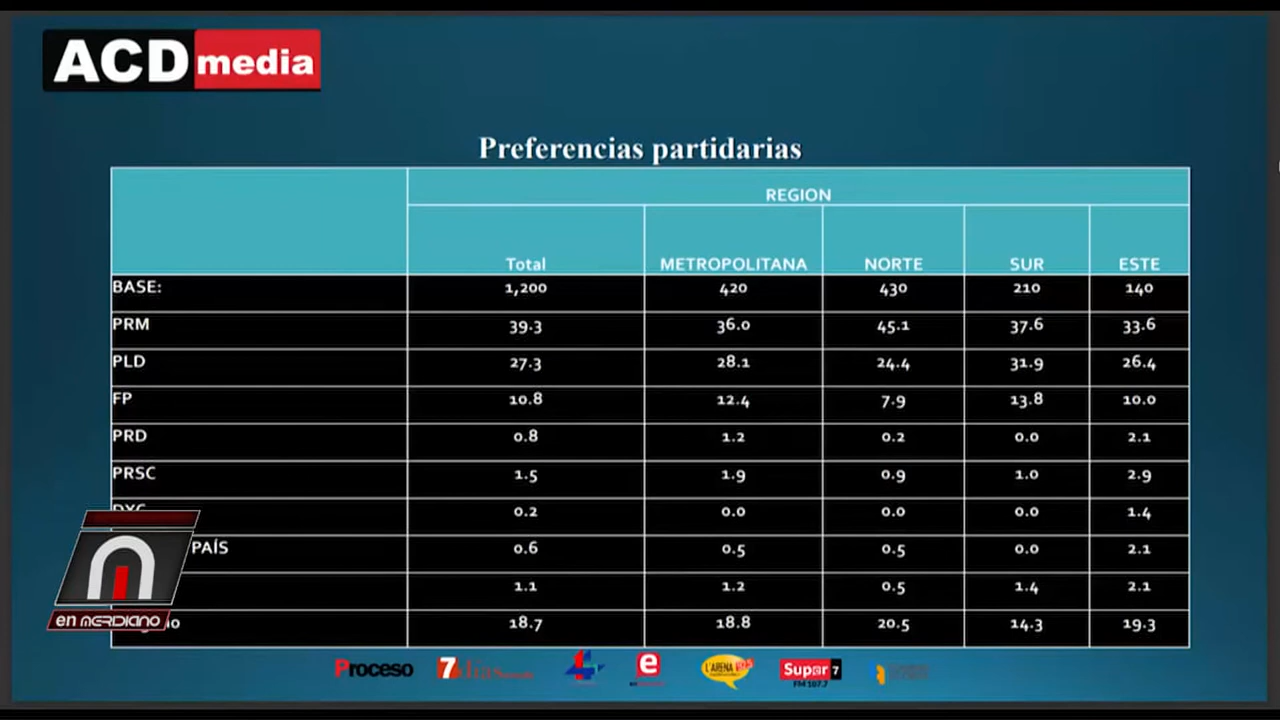 ACD media
Preferencias partidarias
REGION
Total METROPOLITANA NORTE SUR ESTE
BASE: 1,200 420 430 210 140
PRM 39.3 36.0 45.1 37.6 33.6
PLD 27.3 28.1 24.4 31.9 26.4
FP 10.8 12.4 7.9 13.8 10.0
PRD 0.8 1.2 0.2 0.0 2.1
PRSC 1.5 1.9 0.9 1.0 2.9
0.2 0.0 0.0 0.0 1.4
PAÍS 0.6 0.5 0.5 0.0 2.1
1.1 1.2 0.5 1.4 2.1
18.7 18.8 20.5 14.3 19.3
en MERIDIANO
Proceso 7días e L'ARENA Super 7
FM 107.7